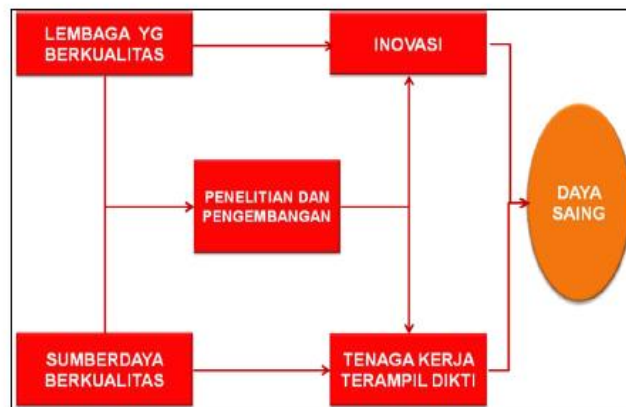 LEMBAGA YG
BERKUALITAS
INOVASI
PENELITIAN DAN
PENGEMBANGAN
DAYA
SAING
SUMBERDAYA
BERKUALITAS
TENAGA KERJA
TERAMPIL DIKTI